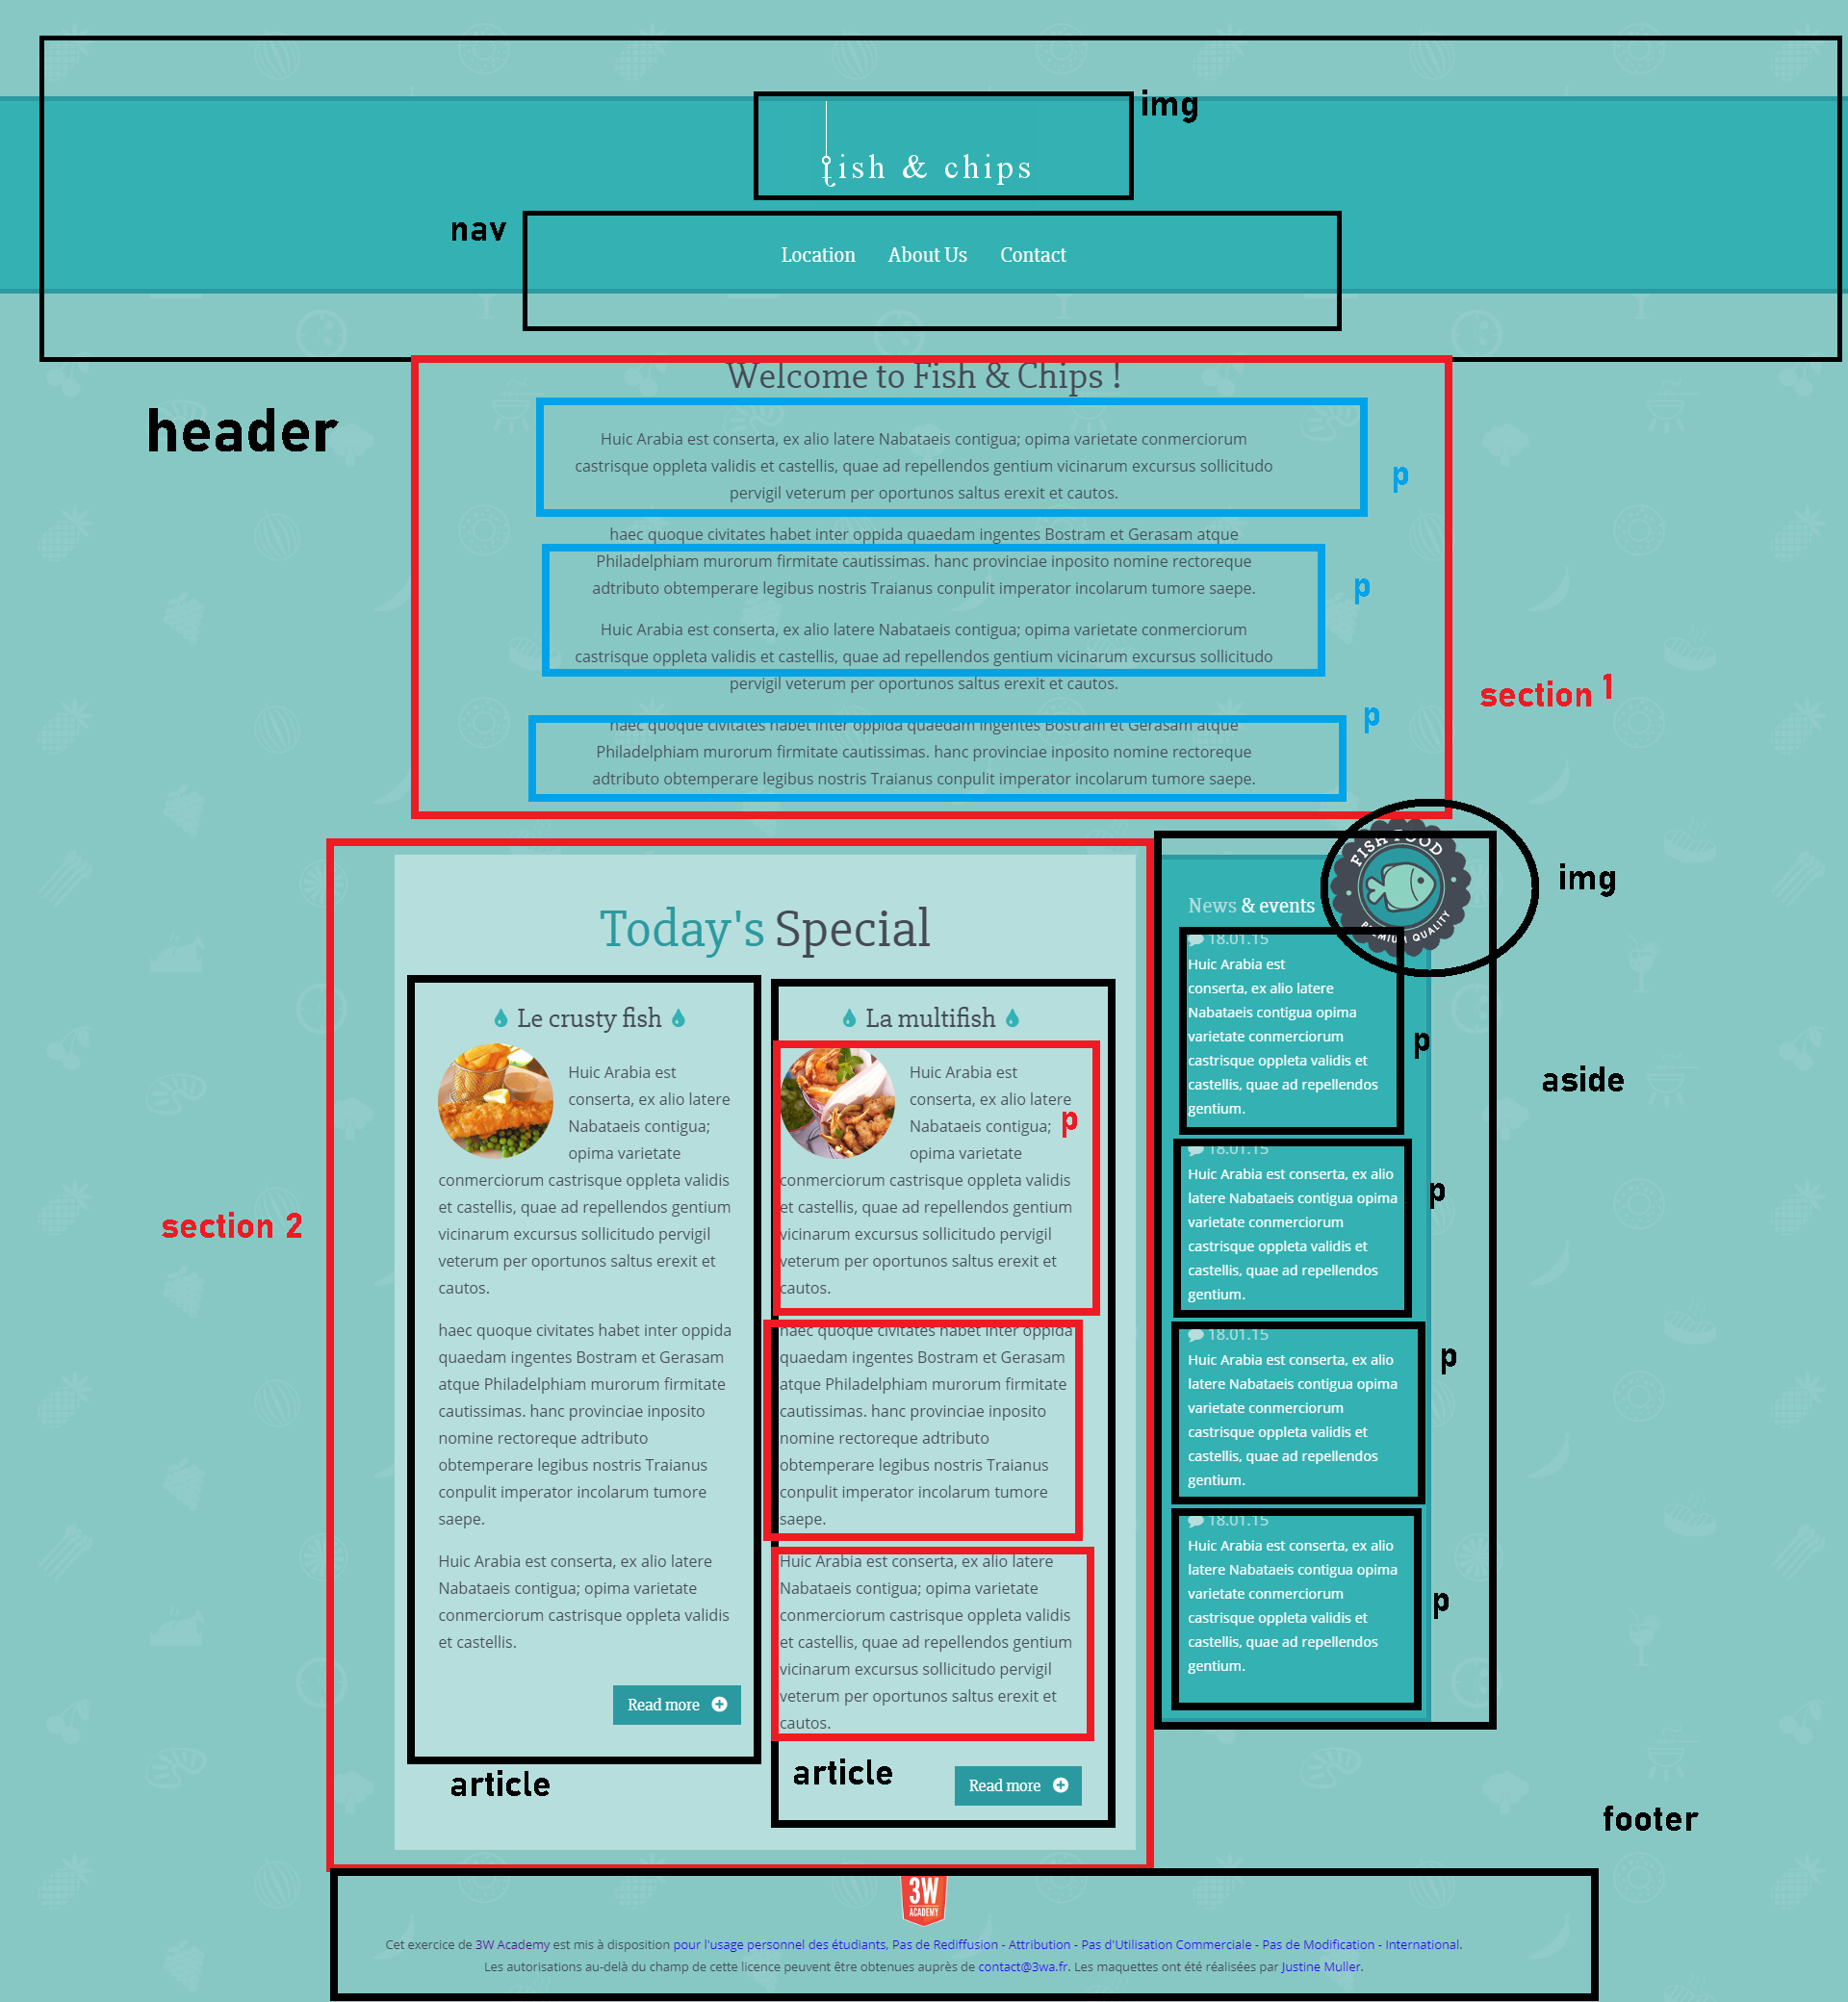 img
fish & chips
nav
Location About Us Contact
header
Welcome to Fish & Chips !
Huic Arabia est conserta, ex alio latere Nabataeis contigua; opima varietate conmerciorum
castrisque oppleta validis et castellis, quae ad repellendos gentium vicinarum excursus sollicitudo
pervigil veterum per oportunos saltus erexit et cautos.
p
haec quoque civitates habet inter oppida quaedam ingentes Bostram et Gerasam atque
Philadelphiam murorum firmitate cautissimas. hanc provinciae inposito nomine rectoreque
adtributo obtemperare legibus nostris Traianus conpulit imperator incolarum tumore saepe.
p
Huic Arabia est conserta, ex alio latere Nabataeis contigua; opima varietate conmerciorum
castrisque oppleta validis et castellis, quae ad repellendos gentium vicinarum excursus sollicitudo
pervigil veterum per oportunos saltus erexit et cautos.
section 1
p
haec quoque civitates habet inter oppida quaedam ingentes Bostram et Gerasam atque
Philadelphiam murorum firmitate cautissimas. hanc provinciae inposito nomine rectoreque
adtributo obtemperare legibus nostris Traianus conpulit imperator incolarum tumore saepe.
section 2
Today's Special
Le crusty fish
Huic Arabia est
conserta, ex alio latere
Nabataeis contigua;
opima varietate
conmerciorum castrisque oppleta validis
et castellis, quae ad repellendos gentium
vicinarum excursus sollicitudo pervigil
veterum per oportunos saltus erexit et
cautos.
haec quoque civitates habet inter oppida
quaedam ingentes Bostram et Gerasam
atque Philadelphiam murorum firmitate
cautissimas. hanc provinciae inposito
nomine rectoreque adtributo
obtemperare legibus nostris Traianus
conpulit imperator incolarum tumore
saepe.
Huic Arabia est conserta, ex alio latere
Nabataeis contigua; opima varietate
conmerciorum castrisque oppleta validis
et castellis.
Read more
article
La multifish
Huic Arabia est
conserta, ex alio latere
Nabataeis contigua;
p
opima varietate
conmerciorum castrisque oppleta validis
et castellis, quae ad repellendos gentium
vicinarum excursus sollicitudo pervigil
veterum per oportunos saltus erexit et
cautos.
haec quoque civitates habet inter oppida
quaedam ingentes Bostram et Gerasam
atque Philadelphiam murorum firmitate
cautissimas. hanc provinciae inposito
nomine rectoreque adtributo
obtemperare legibus nostris Traianus
conpulit imperator incolarum tumore
saepe.
Huic Arabia est conserta, ex alio latere
Nabataeis contigua; opima varietate
conmerciorum castrisque oppleta validis
et castellis, quae ad repellendos gentium
vicinarum excursus sollicitudo pervigil
veterum per oportunos saltus erexit et
cautos.
article
Read more
FISH FOOD
PREMIUM QUALITY
img
News & events
18.01.15
Huic Arabia est
conserta, ex alio latere
Nabataeis contigua opima
varietate conmerciorum
castrisque oppleta validis et
castellis, quae ad repellendos
gentium.
p
aside
18.01.15
Huic Arabia est conserta, ex alio
latere Nabataeis contigua opima
varietate conmerciorum
castrisque oppleta validis et
castellis, quae ad repellendos
gentium.
p
18.01.15
Huic Arabia est conserta, ex alio
latere Nabataeis contigua opima
varietate conmerciorum
castrisque oppleta validis et
castellis, quae ad repellendos
gentium.
p
18.01.15
Huic Arabia est conserta, ex alio
latere Nabataeis contigua opima
varietate conmerciorum
castrisque oppleta validis et
castellis, quae ad repellendos
gentium.
p
footer
3W
ACADEMY
Cet exercice de 3W Academy est mis à disposition pour l'usage personnel des étudiants, Pas de Rediffusion - Attribution - Pas d'Utilisation Commerciale - Pas de Modification - International.
Les autorisations au-delà du champ de cette licence peuvent être obtenues auprès de contact@3wa.fr. Les maquettes ont été réalisées par Justine Muller.